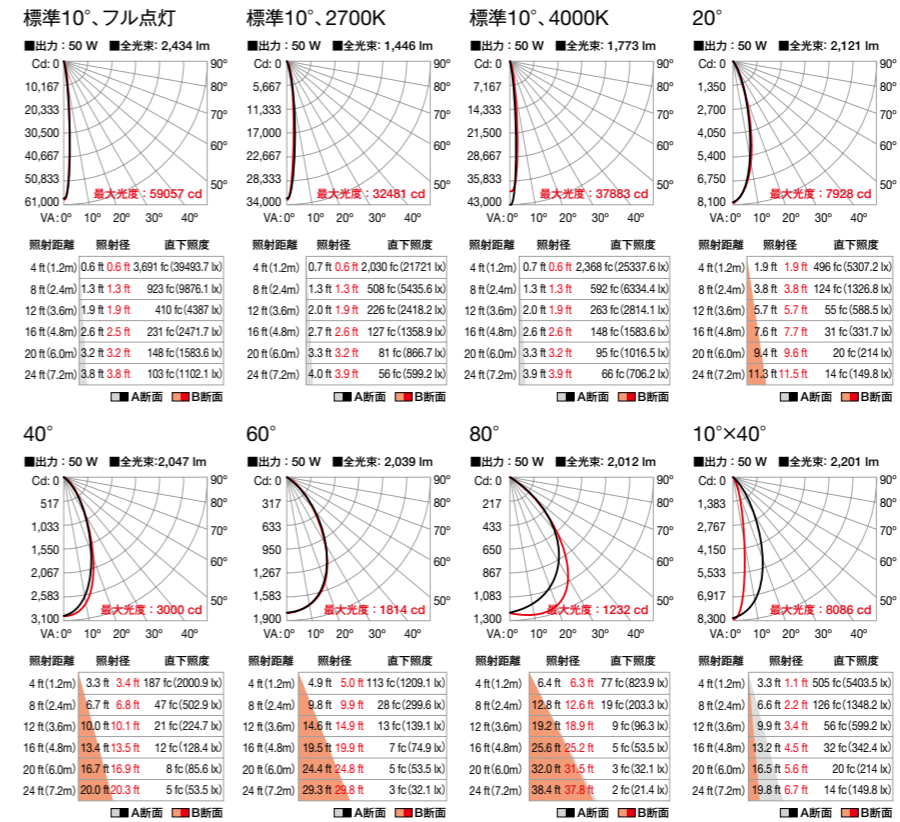 標準10°、フル点灯
■出力：50 W ■全光束：2,434 lm
Cd: 0 90°
10,167 80°
20,333 70°
30,500 60°
40,667
50,833 50°
最大光度：59057 cd
61,000
VA : 0° 10° 20° 30° 40°
照射距離 照射径 直下照度
4 ft(1.2m) 0.6 ft 0.6 ft 3,691 fc(39493.7 lx)
8 ft(2.4m) 1.3 ft 1.3 ft 923 fc(9876.1 lx)
12 ft(3.6m) 1.9 ft 1.9 ft 410 fc(4387 lx)
16 ft(4.8m) 2.6 ft 2.5 ft 231 fc(2471.7 lx)
20 ft(6.0m) 3.2 ft 3.2 ft 148 fc(1583.6 lx)
24 ft(7.2m) 3.8 ft 3.8 ft 103 fc(1102.1 lx)
A断面 B断面
標準10°、2700K
■出力：50 W ■全光束：1,446 lm
Cd: 0 90°
5,667 80°
11,333 70°
17,000 60°
22,667
28,333 50°
最大光度：32481 cd
34,000
VA : 0° 10° 20° 30° 40°
照射距離 照射径 直下照度
4 ft(1.2m) 0.7 ft 0.6 ft 2,030 fc(21721 lx)
8 ft(2.4m) 1.3 ft 1.3 ft 508 fc(5435.6 lx)
12 ft(3.6m) 2.0 ft 1.9 ft 226 fc(2418.2 lx)
16 ft(4.8m) 2.7 ft 2.6 ft 127 fc(1358.9 lx)
20 ft(6.0m) 3.3 ft 3.2 ft 81 fc(866.7 lx)
24 ft(7.2m) 4.0 ft 3.9 ft 56 fc(599.2 lx)
A断面 B断面
標準10°、4000K
■出力：50 W ■全光束：1,773 lm
Cd: 0 90°
7,167 80°
14,333 70°
21,500 60°
28,667
35,833 50°
最大光度：37883 cd
43,000
VA : 0° 10° 20° 30° 40°
照射距離 照射径 直下照度
4 ft(1.2m) 0.7 ft 0.6 ft 2,368 fc(25337.6 lx)
8 ft(2.4m) 1.3 ft 1.3 ft 592 fc(6334.4 lx)
12 ft(3.6m) 2.0 ft 1.9 ft 263 fc(2814.1 lx)
16 ft(4.8m) 2.6 ft 2.6 ft 148 fc(1583.6 lx)
20 ft(6.0m) 3.3 ft 3.2 ft 95 fc(1016.5 lx)
24 ft(7.2m) 3.9 ft 3.9 ft 66 fc(706.2 lx)
A断面 B断面
20°
■出力：50 W ■全光束：2,121 lm
Cd: 0 90°
1,350 80°
2,700 70°
4,050 60°
5,400
6,750 50°
最大光度：7928 cd
8,100
VA : 0° 10° 20° 30° 40°
照射距離 照射径 直下照度
4 ft(1.2m) 1.9 ft 1.9 ft 496 fc(5307.2 lx)
8 ft(2.4m) 3.8 ft 3.8 ft 124 fc(1326.8 lx)
12 ft(3.6m) 5.7 ft 5.7 ft 55 fc(588.5 lx)
16 ft(4.8m) 7.6 ft 7.7 ft 31 fc(331.7 lx)
20 ft(6.0m) 9.4 ft 9.6 ft 20 fc(214 lx)
24 ft(7.2m) 11.3 ft 11.5 ft 14 fc(149.8 lx)
A断面 B断面
40°
■出力：50 W ■全光束：2,047 lm
Cd: 0 90°
517 80°
1,033 70°
1,550 60°
2,067
2,583 50°
最大光度：3000 cd
3,100
VA : 0° 10° 20° 30° 40°
照射距離 照射径 直下照度
4 ft(1.2m) 3.3 ft 3.4 ft 187 fc(2000.9 lx)
8 ft(2.4m) 6.7 ft 6.8 ft 47 fc(502.9 lx)
12 ft(3.6m) 10.0 ft 10.1 ft 21 fc(224.7 lx)
16 ft(4.8m) 13.4 ft 13.5 ft 12 fc(128.4 lx)
20 ft(6.0m) 16.7 ft 16.9 ft 8 fc(85.6 lx)
24 ft(7.2m) 20.0 ft 20.3 ft 5 fc(53.5 lx)
A断面 B断面
60°
■出力：50 W ■全光束：2,039 lm
Cd: 0 90°
317 80°
633 70°
950 60°
1,267
1,583 50°
最大光度：1814 cd
1,900
VA : 0° 10° 20° 30° 40°
照射距離 照射径 直下照度
4 ft(1.2m) 4.9 ft 5.0 ft 113 fc(1209.1 lx)
8 ft(2.4m) 9.8 ft 9.9 ft 28 fc(299.6 lx)
12 ft(3.6m) 14.6 ft 14.9 ft 13 fc(139.1 lx)
16 ft(4.8m) 19.5 ft 19.9 ft 7 fc(74.9 lx)
20 ft(6.0m) 24.4 ft 24.8 ft 5 fc(53.5 lx)
24 ft(7.2m) 29.3 ft 29.8 ft 3 fc(32.1 lx)
A断面 B断面
80°
■出力：50 W ■全光束：2,012 lm
Cd: 0 90°
217 80°
433 70°
650 60°
867
1,083 50°
最大光度：1232 cd
1,300
VA : 0° 10° 20° 30° 40°
照射距離 照射径 直下照度
4 ft(1.2m) 6.4 ft 6.3 ft 77 fc(823.9 lx)
8 ft(2.4m) 12.8 ft 12.6 ft 19 fc(203.3 lx)
12 ft(3.6m) 19.2 ft 18.9 ft 9 fc(96.3 lx)
16 ft(4.8m) 25.6 ft 25.2 ft 5 fc(53.5 lx)
20 ft(6.0m) 32.0 ft 31.5 ft 3 fc(32.1 lx)
24 ft(7.2m) 38.4 ft 37.8 ft 2 fc(21.4 lx)
A断面 B断面
10°×40°
■出力：50 W ■全光束：2,201 lm
Cd: 0 90°
1,383 80°
2,767 70°
4,150 60°
5,533
6,917 50°
最大光度：8086 cd
8,300
VA : 0° 10° 20° 30° 40°
照射距離 照射径 直下照度
4 ft(1.2m) 3.3 ft 1.1 ft 505 fc(5403.5 lx)
8 ft(2.4m) 6.6 ft 2.2 ft 126 fc(1348.2 lx)
12 ft(3.6m) 9.9 ft 3.4 ft 56 fc(599.2 lx)
16 ft(4.8m) 13.2 ft 4.5 ft 32 fc(342.4 lx)
20 ft(6.0m) 16.5 ft 5.6 ft 20 fc(214 lx)
24 ft(7.2m) 19.8 ft 6.7 ft 14 fc(149.8 lx)
A断面 B断面